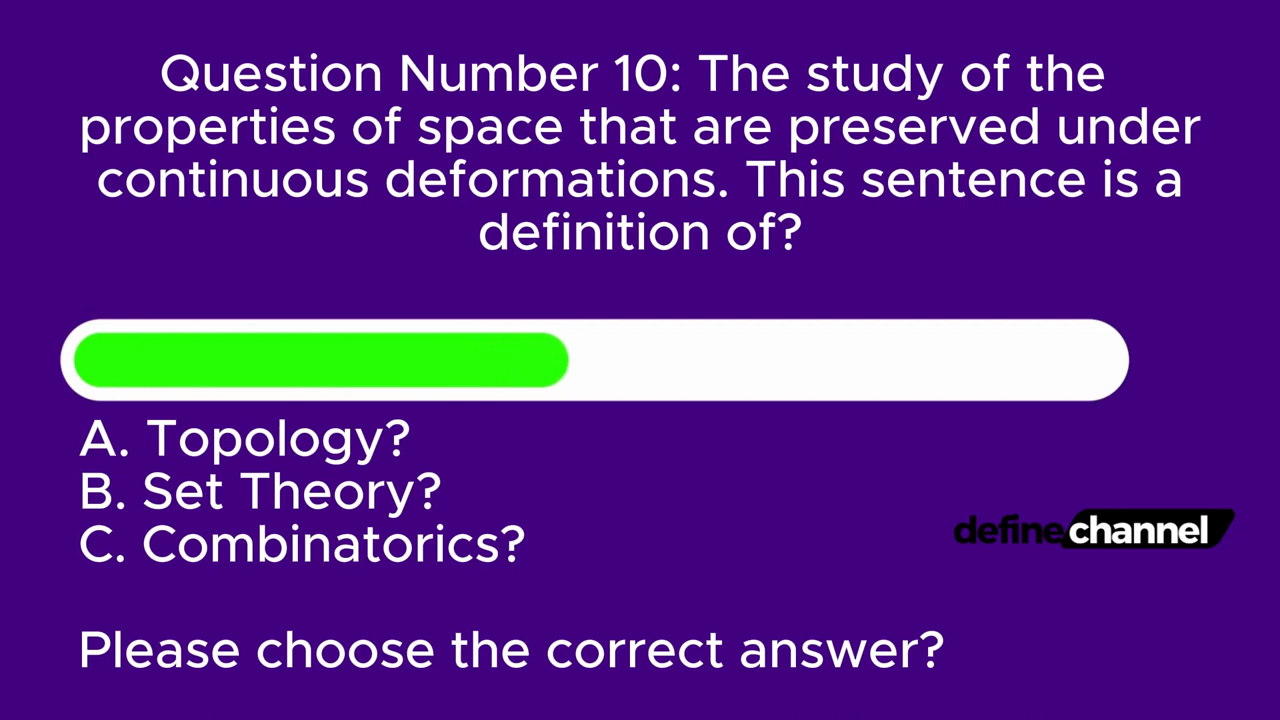 Question Number 10: The study of the
properties of space that are preserved under
continuous deformations. This sentence is a
definition of?
A. Topology?
B. Set Theory?
C. Combinatorics?
definechannel
Please choose the correct answer?